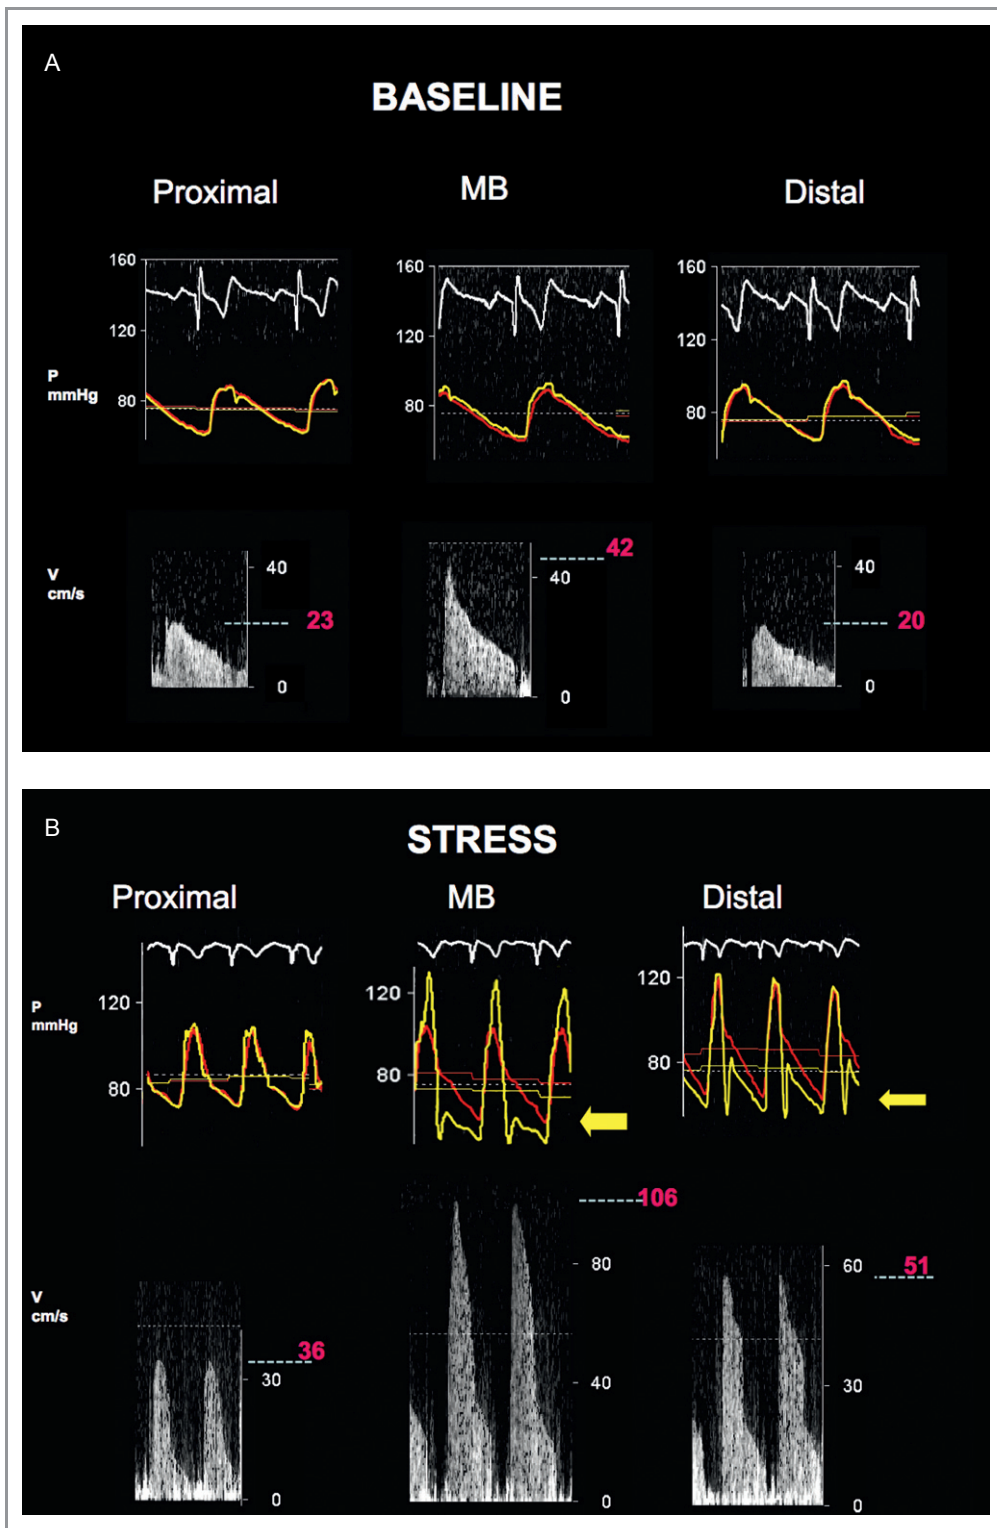 A
BASELINE
Proximal MB Distal
160 160 160
120 120 120
P
mmHg
80 80 80
V
cm/s
40 42 40 40
23 20
0 0 0
B
STRESS
Proximal MB Distal
120 120 120
P
mmHg
80 80 80
106
80 60 51
V
cm/s
36
30 40 30
0 0 0